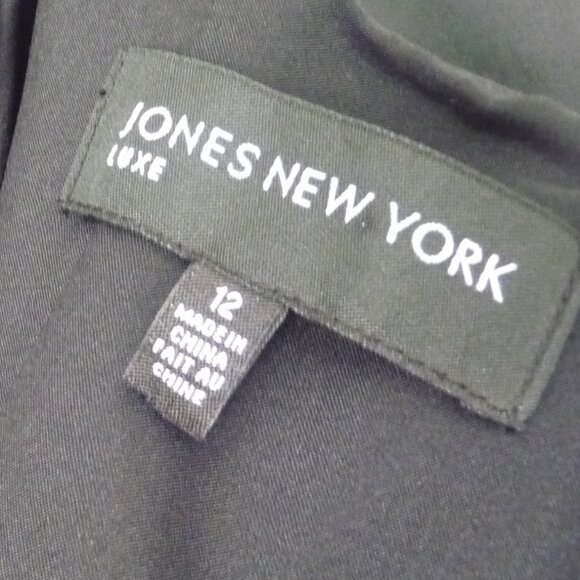 JONES NEW YORK
LUXE
12
MADE IN
CHINA
FAIT AU
CHINE